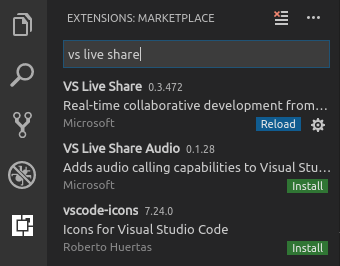 EXTENSIONS: MARKETPLACE
vs live share
VS Live Share 0.3.472
Real-time collaborative development from...
Microsoft Reload
VS Live Share Audio 0.1.28
Adds audio calling capabilities to Visual Stu...
Microsoft Install
vscode-icons 7.24.0
Icons for Visual Studio Code
Roberto Huertas Install